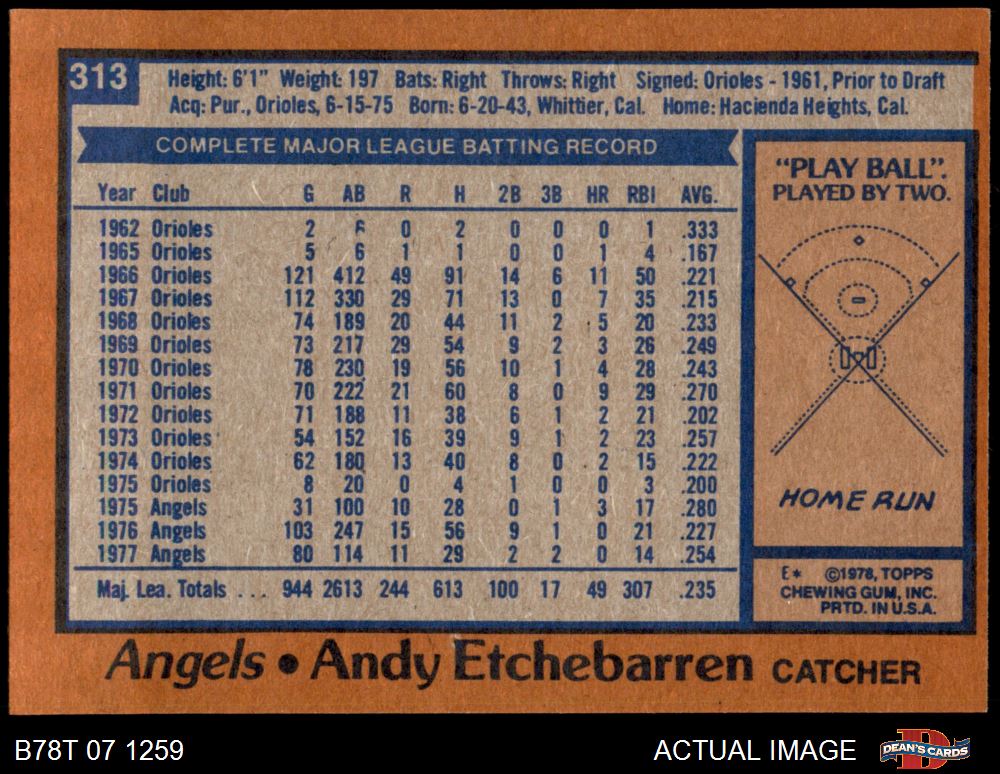 313
Height: 6'1" Weight: 197 Bats: Right Throws: Right Signed: Orioles - 1961, Prior to Draft
Acq: Pur., Orioles, 6-15-75 Born: 6-20-43, Whittier, Cal. Home: Hacienda Heights, Cal.
COMPLETE MAJOR LEAGUE BATTING RECORD
Year Club G AB R H 2B 3B HR RBI AVG.
1962 Orioles 2 6 0 2 0 0 0 1 .333
1965 Orioles 5 6 1 1 0 0 1 4 .167
1966 Orioles 121 412 49 91 14 6 11 50 .221
1967 Orioles 112 330 29 71 13 0 7 35 .215
1968 Orioles 74 189 20 44 11 2 5 20 .233
1969 Orioles 73 217 29 54 9 2 3 26 .249
1970 Orioles 78 230 19 56 10 1 4 28 .243
1971 Orioles 70 222 21 60 8 0 9 29 .270
1972 Orioles 71 188 11 38 6 1 2 21 .202
1973 Orioles 54 152 16 39 9 1 2 23 .257
1974 Orioles 62 180 13 40 8 0 2 15 .222
1975 Orioles 8 20 0 4 1 0 0 3 .200
1975 Angels 31 100 10 28 0 1 3 17 .280
1976 Angels 103 247 15 56 9 1 0 21 .227
1977 Angels 80 114 11 29 2 2 0 14 .254
Maj. Lea. Totals . . . 944 2613 244 613 100 17 49 307 .235
"PLAY BALL".
PLAYED BY TWO.
HOME RUN
E* ©1978, TOPPS
CHEWING GUM, INC.
PRTD. IN U.S.A.
Angels • Andy Etchebarren CATCHER
B78T 07 1259
ACTUAL IMAGE
DEAN'S CARDS